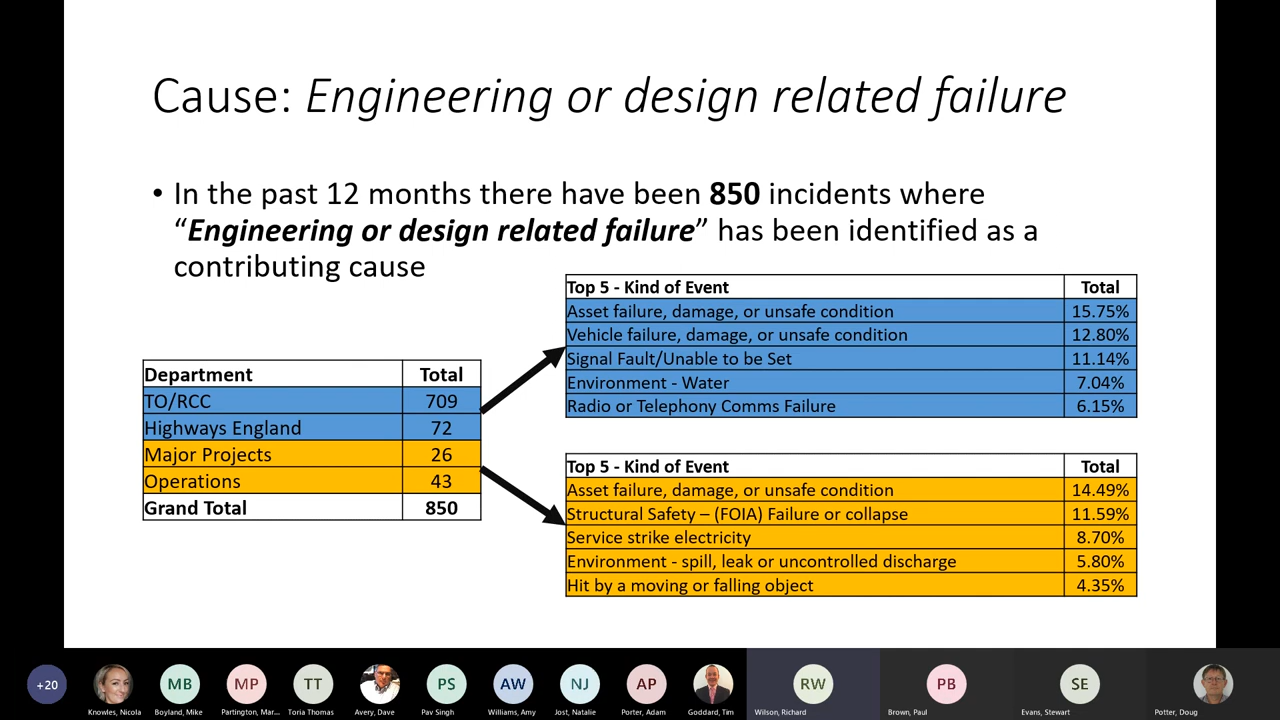 Cause: Engineering or design related failure
• In the past 12 months there have been 850 incidents where
“Engineering or design related failure” has been identified as a
contributing cause
Top 5 - Kind of Event Total
Asset failure, damage, or unsafe condition 15.75%
Vehicle failure, damage, or unsafe condition 12.80%
Signal Fault/Unable to be Set 11.14%
Environment - Water 7.04%
Radio or Telephony Comms Failure 6.15%
Department Total
TO/RCC 709
Highways England 72
Major Projects 26
Operations 43
Grand Total 850
Top 5 - Kind of Event Total
Asset failure, damage, or unsafe condition 14.49%
Structural Safety – (FOIA) Failure or collapse 11.59%
Service strike electricity 8.70%
Environment - spill, leak or uncontrolled discharge 5.80%
Hit by a moving or falling object 4.35%
+20 MB MP TT PS AW NJ AP RW PB SE
Knowles, Nicola Boyland, Mike Partington, Mar... Toria Thomas Avery, Dave Pav Singh Williams, Amy Jost, Natalie Porter, Adam Goddard, Tim Wilson, Richard Brown, Paul Evans, Stewart Potter, Doug